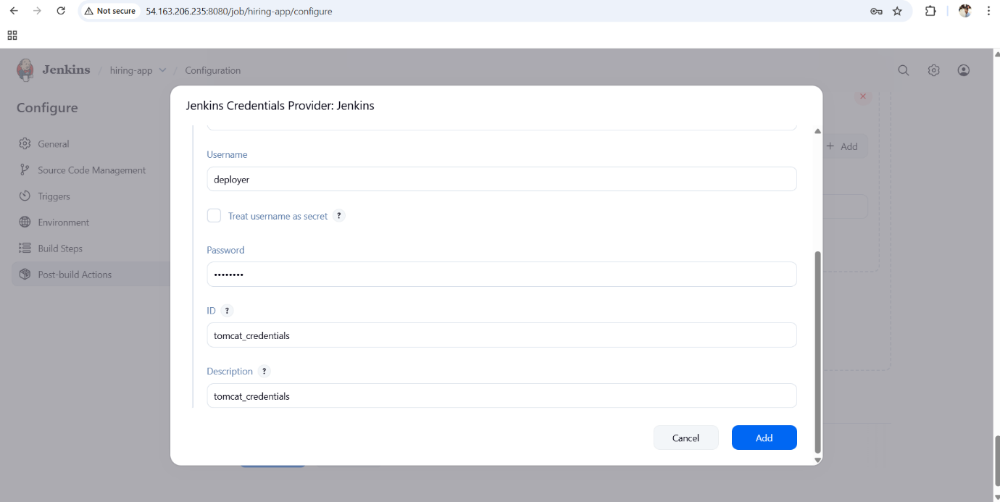 Not secure
54.163.206.235:8080/job/hiring-app/configure
Jenkins / hiring-app / Configuration
Configure
General
Source Code Management
Triggers
Environment
Build Steps
Post-build Actions
Jenkins Credentials Provider: Jenkins
+ Add
Username
deployer
Treat username as secret ?
Password
••••••••
ID ?
tomcat_credentials
Description ?
tomcat_credentials
Cancel
Add